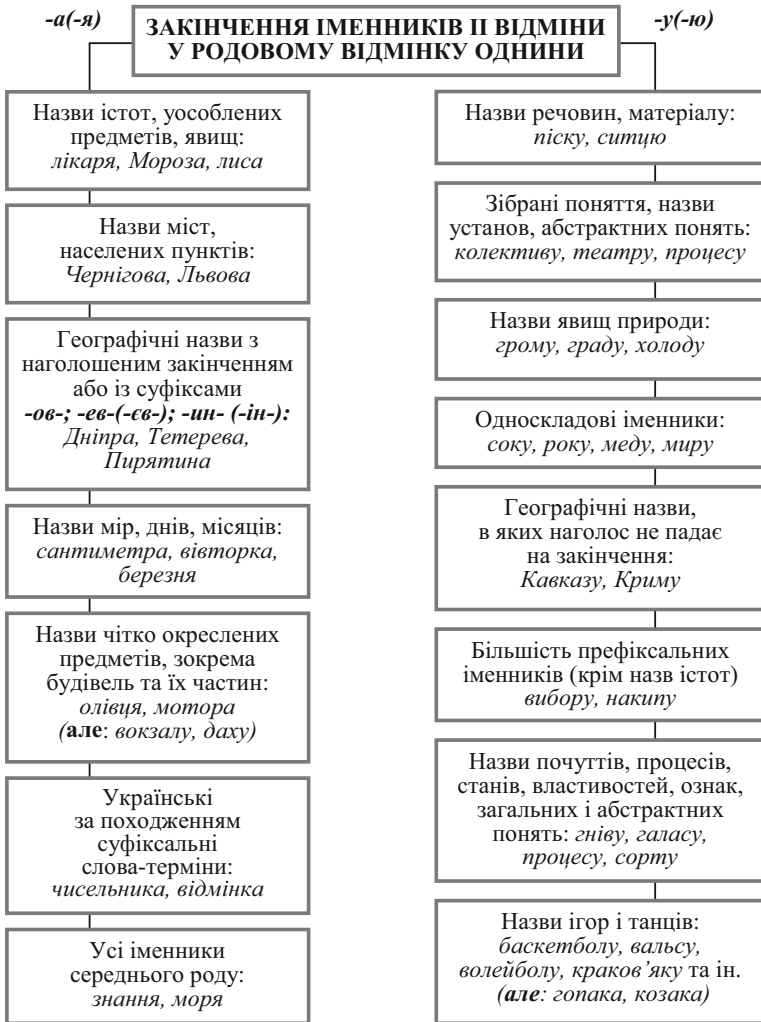 -а(-я)
ЗАКІНЧЕННЯ ІМЕННИКІВ ІІ ВІДМІНИ
У РОДОВОМУ ВІДМІНКУ ОДНИНИ
-у(-ю)
Назви істот, уособлених
предметів, явищ:
лікаря, Мороза, лиса
Назви міст,
населених пунктів:
Чернігова, Львова
Географічні назви з
наголошеним закінченням
або із суфіксами
-ов-; -ев-(-єв-); -ин- (-ін-):
Дніпра, Тетерева,
Пирятина
Назви мір, днів, місяців:
сантиметра, вівторка,
березня
Назви чітко окреслених
предметів, зокрема
будівель та їх частин:
олівця, мотора
(але: вокзалу, даху)
Українські
за походженням
суфіксальні
слова-терміни:
чисельника, відмінка
Усі іменники
середнього роду:
знання, моря
Назви речовин, матеріалу:
піску, ситцю
Зібрані поняття, назви
установ, абстрактних понять:
колективу, театру, процесу
Назви явищ природи:
грому, граду, холоду
Односкладові іменники:
соку, року, меду, миру
Географічні назви,
в яких наголос не падає
на закінчення:
Кавказу, Криму
Більшість префіксальних
іменників (крім назв істот)
вибору, накипу
Назви почуттів, процесів,
станів, властивостей, ознак,
загальних і абстрактних
понять: гніву, галасу,
процесу, сорту
Назви ігор і танців:
баскетболу, вальсу,
волейболу, краков’яку та ін.
(але: гопака, козака)